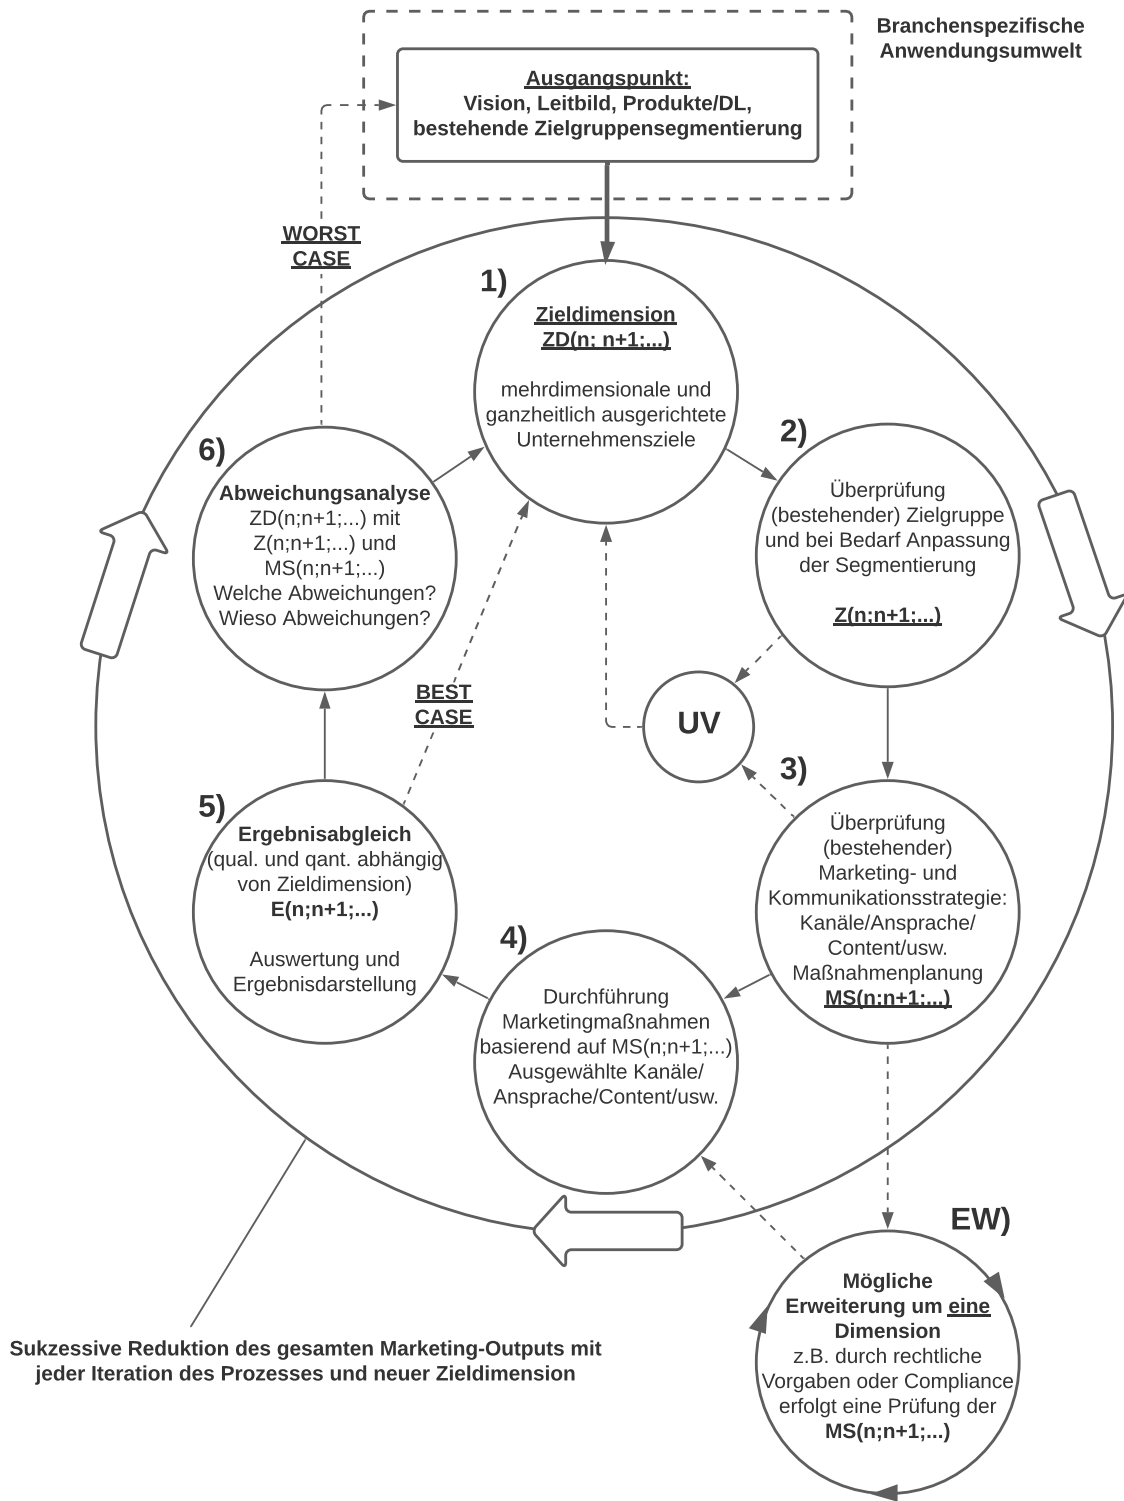 Branchenspezifische
Anwendungsumwelt
Ausgangspunkt:
Vision, Leitbild, Produkte/DL,
bestehende Zielgruppensegmentierung
WORST
CASE
1)
Zieldimension
ZD(n; n+1;...)
mehrdimensionale und
ganzheitlich ausgerichtete
Unternehmensziele
2)
Überprüfung
(bestehender) Zielgruppe
und bei Bedarf Anpassung
der Segmentierung
Z(n;n+1;...)
6)
Abweichungsanalyse
ZD(n;n+1;...) mit
Z(n;n+1;...) und
MS(n;n+1;...)
Welche Abweichungen?
Wieso Abweichungen?
BEST
CASE
UV
3)
Überprüfung
(bestehender)
Marketing- und
Kommunikationsstrategie:
Kanäle/Ansprache/
Content/usw.
Maßnahmenplanung
MS(n;n+1;...)
5)
Ergebnisabgleich
(qual. und qant. abhängig
von Zieldimension)
E(n;n+1;...)
Auswertung und
Ergebnisdarstellung
4)
Durchführung
Marketingmaßnahmen
basierend auf MS(n;n+1;...)
Ausgewählte Kanäle/
Ansprache/Content/usw.
EW)
Mögliche
Erweiterung um eine
Dimension
z.B. durch rechtliche
Vorgaben oder Compliance
erfolgt eine Prüfung der
MS(n;n+1;...)
Sukzessive Reduktion des gesamten Marketing-Outputs mit
jeder Iteration des Prozesses und neuer Zieldimension